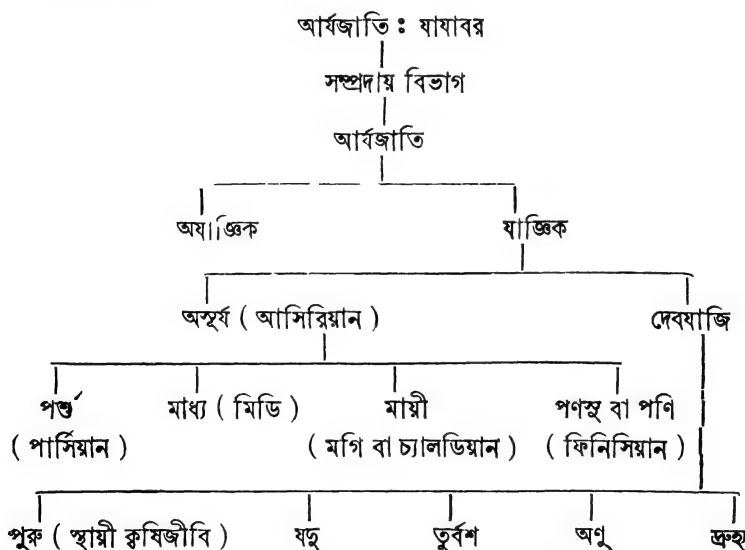 আর্যজাতি : যাযাবর
সম্প্রদায় বিভাগ
আর্যজাতি
অযাজ্ঞিক যাজ্ঞিক
অসূর্য ( আসিরিয়ান ) দেবযাজি
পর্শু মাধ্য ( মিডি ) মায়ী পণসু বা পণি
( পার্সিয়ান ) ( মগি বা চ্যালডিয়ান ) ( ফিনিসিয়ান )
পুরু ( স্থায়ী কৃষিজীবি ) যদু তুর্বশ অণু দ্রুহ্য